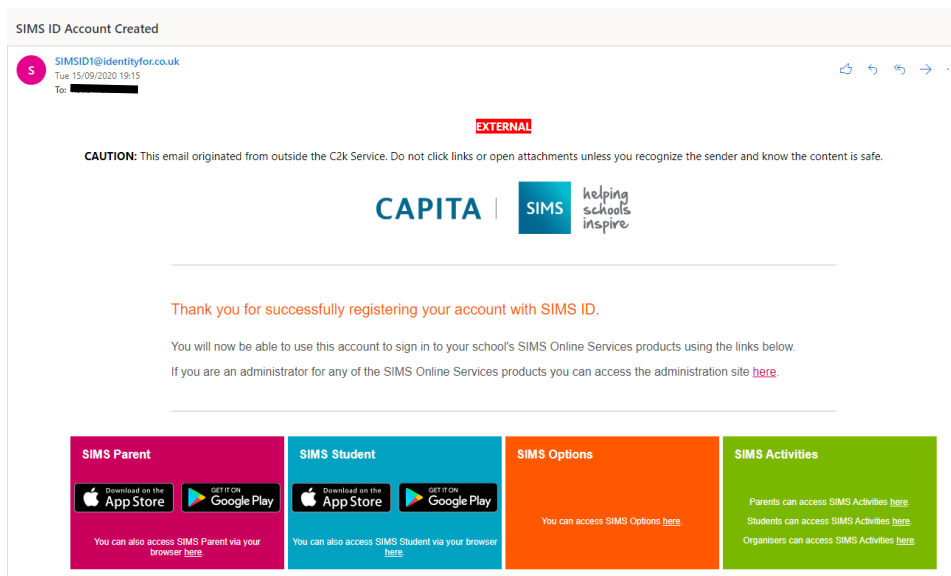 SIMS ID Account Created
S
SIMSID1@identityfor.co.uk
Tue 15/09/2020 19:15
To:
EXTERNAL
CAUTION: This email originated from outside the C2k Service. Do not click links or open attachments unless you recognize the sender and know the content is safe.
CAPITA
SIMS
helping
schools
inspire
Thank you for successfully registering your account with SIMS ID.
You will now be able to use this account to sign in to your school's SIMS Online Services products using the links below.
If you are an administrator for any of the SIMS Online Services products you can access the administration site here.
SIMS Parent
Download on the
App Store
GET IT ON
Google Play
You can also access SIMS Parent via your
browser here.
SIMS Student
Download on the
App Store
GET IT ON
Google Play
You can also access SIMS Student via your browser
here.
SIMS Options
You can access SIMS Options here.
SIMS Activities
Parents can access SIMS Activities here.
Students can access SIMS Activities here.
Organisers can access SIMS Activities here.